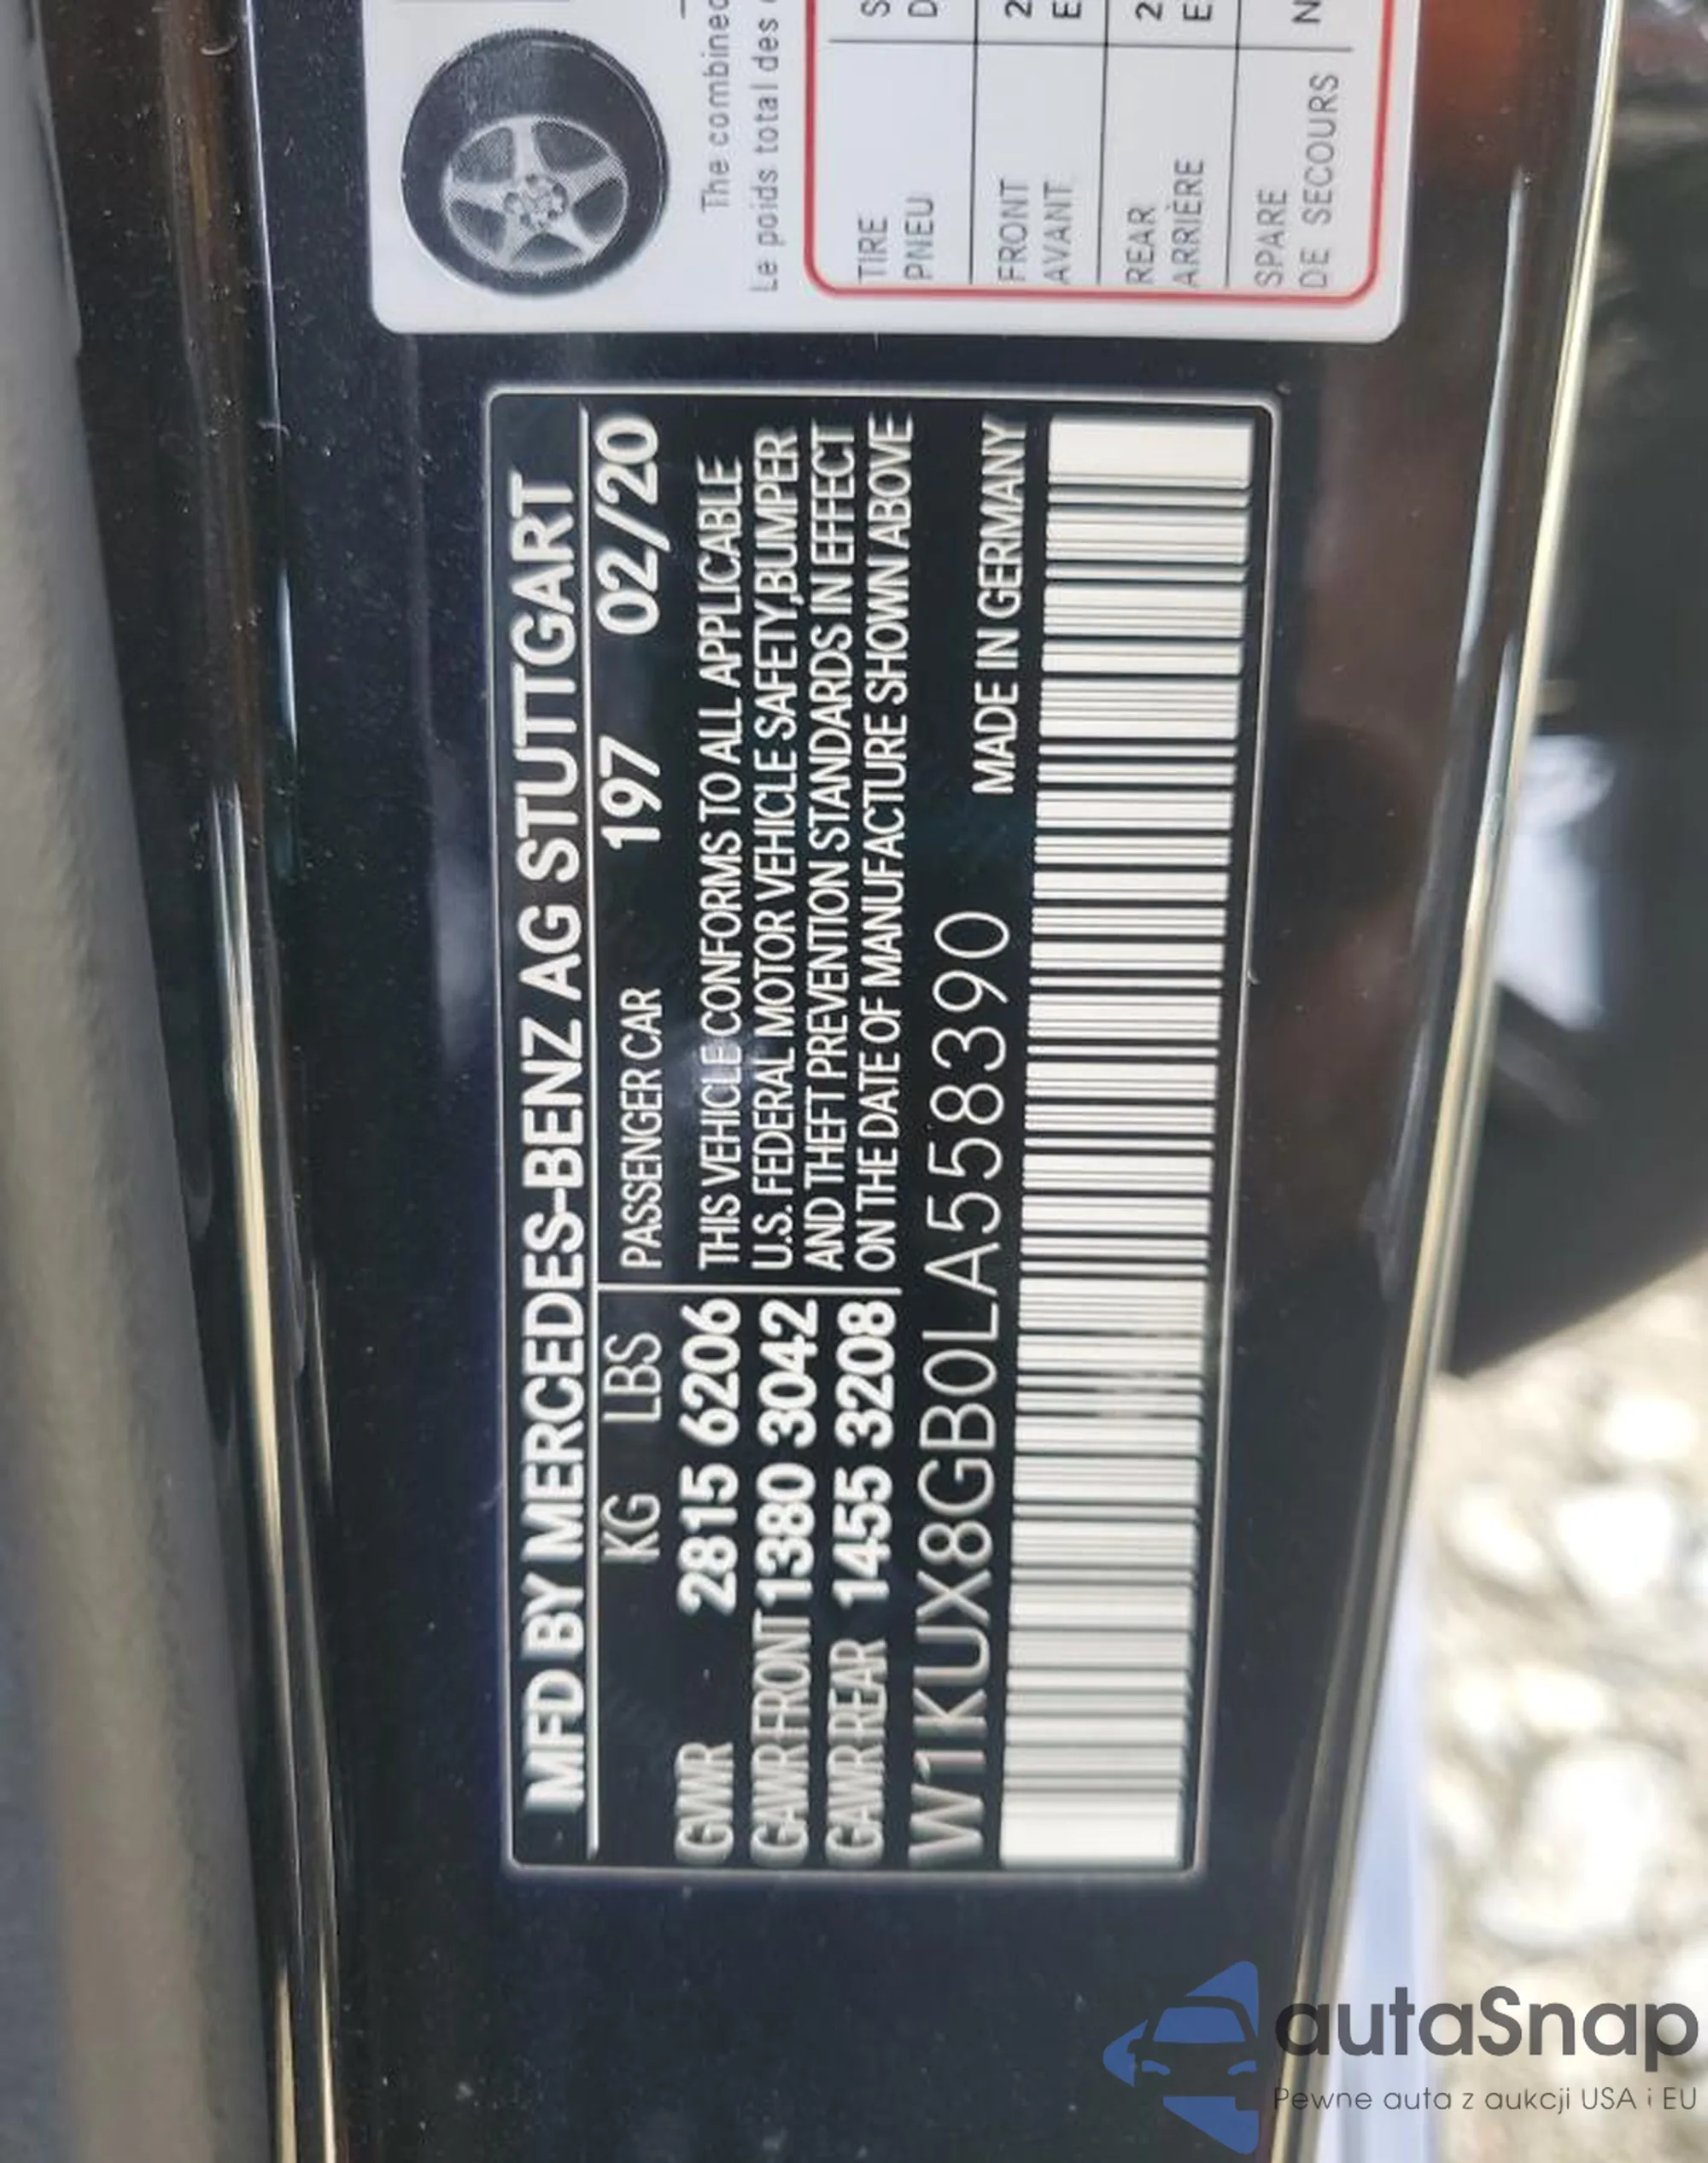 MFD BY MERCEDES-BENZ AG STUTTGART
KG LBS PASSENGER CAR 197 02/20
GVWR 2815 6206 THIS VEHICLE CONFORMS TO ALL APPLICABLE
GAWR FRONT 1380 3042 U.S. FEDERAL MOTOR VEHICLE SAFETY, BUMPER
GAWR REAR 1455 3208 AND THEFT PREVENTION STANDARDS IN EFFECT
ON THE DATE OF MANUFACTURE SHOWN ABOVE
W1KUX8GB0LA558390 MADE IN GERMANY
The combined
Le poids total des
TIRE
PNEU
FRONT 2
AVANT E
REAR 2
ARRIÈRE E
SPARE
DE SECOURS N
autaSnap
Pewne auta z aukcji USA i EU